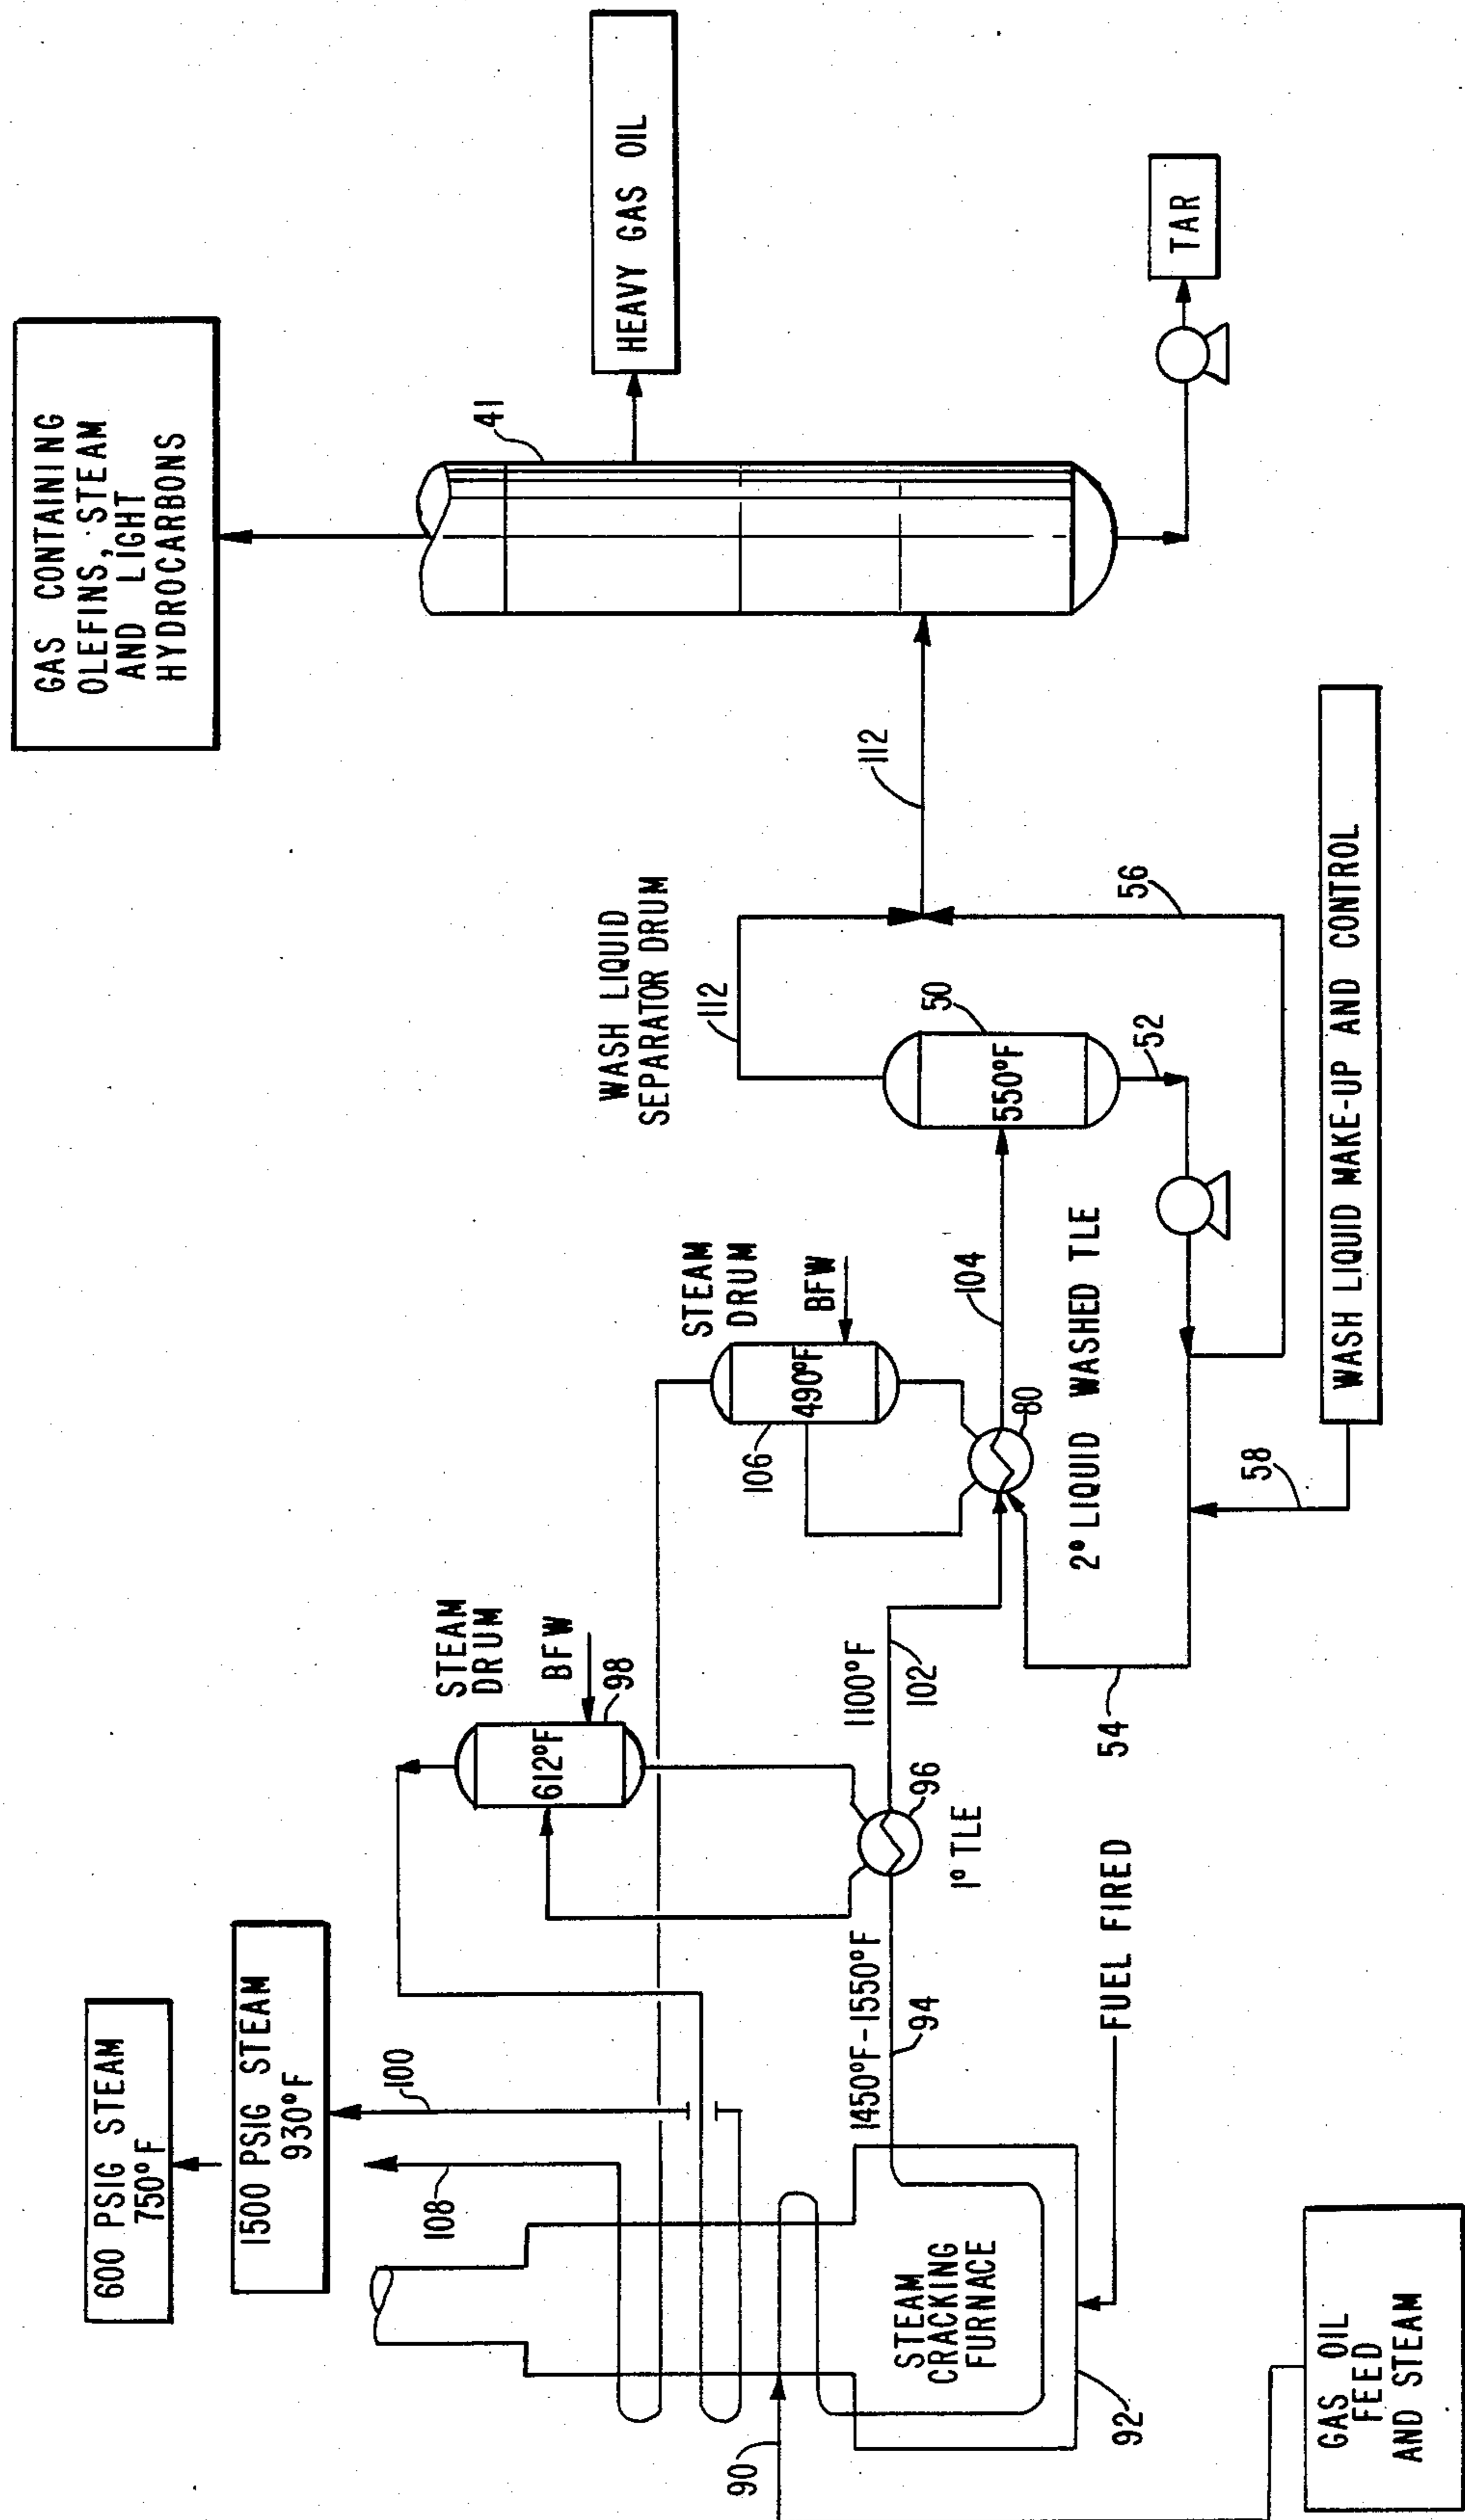 GAS CONTAINING
OLEFINS, STEAM
AND LIGHT
HYDROCARBONS
HEAVY GAS OIL
TAR
41
112
WASH LIQUID
SEPARATOR DRUM
112
50
550°F
52
56
WASH LIQUID MAKE-UP AND CONTROL
58
STEAM
DRUM
BFW
490°F
106
104
80
2° LIQUID WASHED TLE
54
STEAM
DRUM
BFW
98
612°F
1100°F
102
96
1° TLE
600 PSIG STEAM
750°F
1500 PSIG STEAM
930°F
100
108
1450°F-1550°F
94
FUEL FIRED
STEAM
CRACKING
FURNACE
92
90
GAS OIL
FEED
AND STEAM